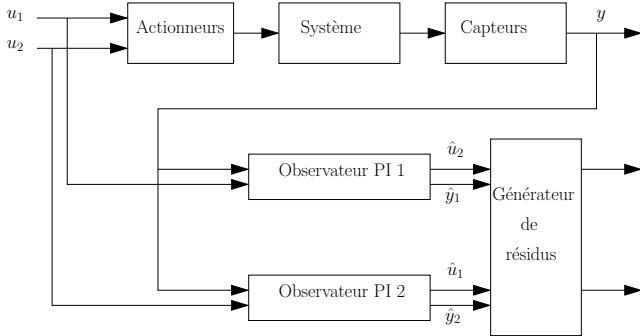 u₁
u₂
Actionneurs
Système
Capteurs
y
Observateur PI 1
û₂
ŷ₁
Générateur
de
résidus
Observateur PI 2
û₁
ŷ₂